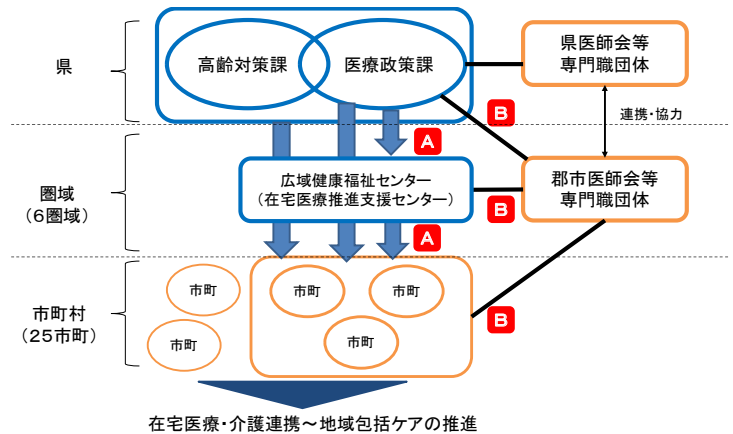 県
高齢対策課
医療政策課
県医師会等
専門職団体
B
連携・協力
A
圏域
(6圏域)
広域健康福祉センター
(在宅医療推進支援センター)
B
郡市医師会等
専門職団体
A
市町村
(25市町)
市町
市町
市町
市町
市町
B
在宅医療・介護連携～地域包括ケアの推進